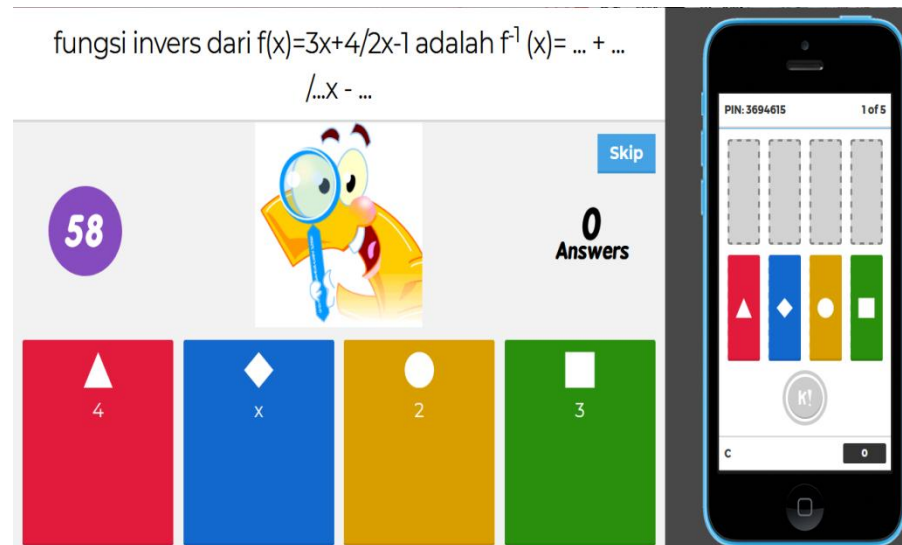 fungsi invers dari f(x)=3x+4/2x-1 adalah f⁻¹ (x)= ... + ...
/...x - ...
Skip
58
0
Answers
4
x
2
3
PIN: 3694615
1 of 5
K!
C
0